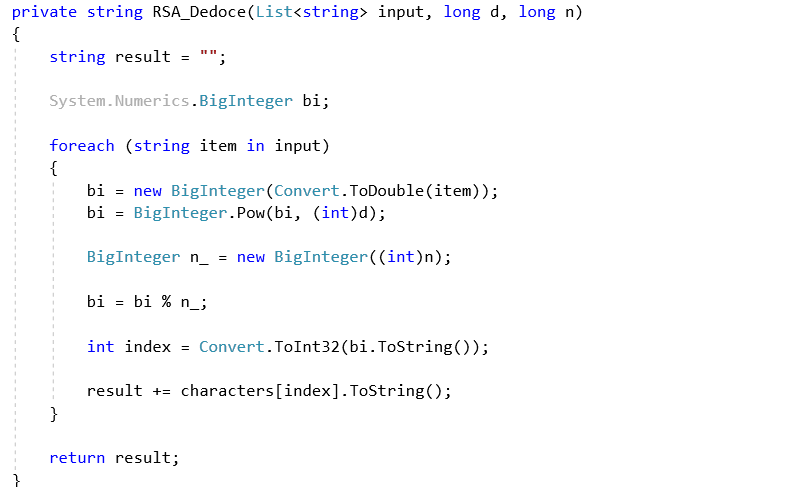 private string RSA_Dedoce(List<string> input, long d, long n)
{
string result = "";
System.Numerics.BigInteger bi;
foreach (string item in input)
{
bi = new BigInteger(Convert.ToDouble(item));
bi = BigInteger.Pow(bi, (int)d);
BigInteger n_ = new BigInteger((int)n);
bi = bi % n_;
int index = Convert.ToInt32(bi.ToString());
result += characters[index].ToString();
}
return result;
}